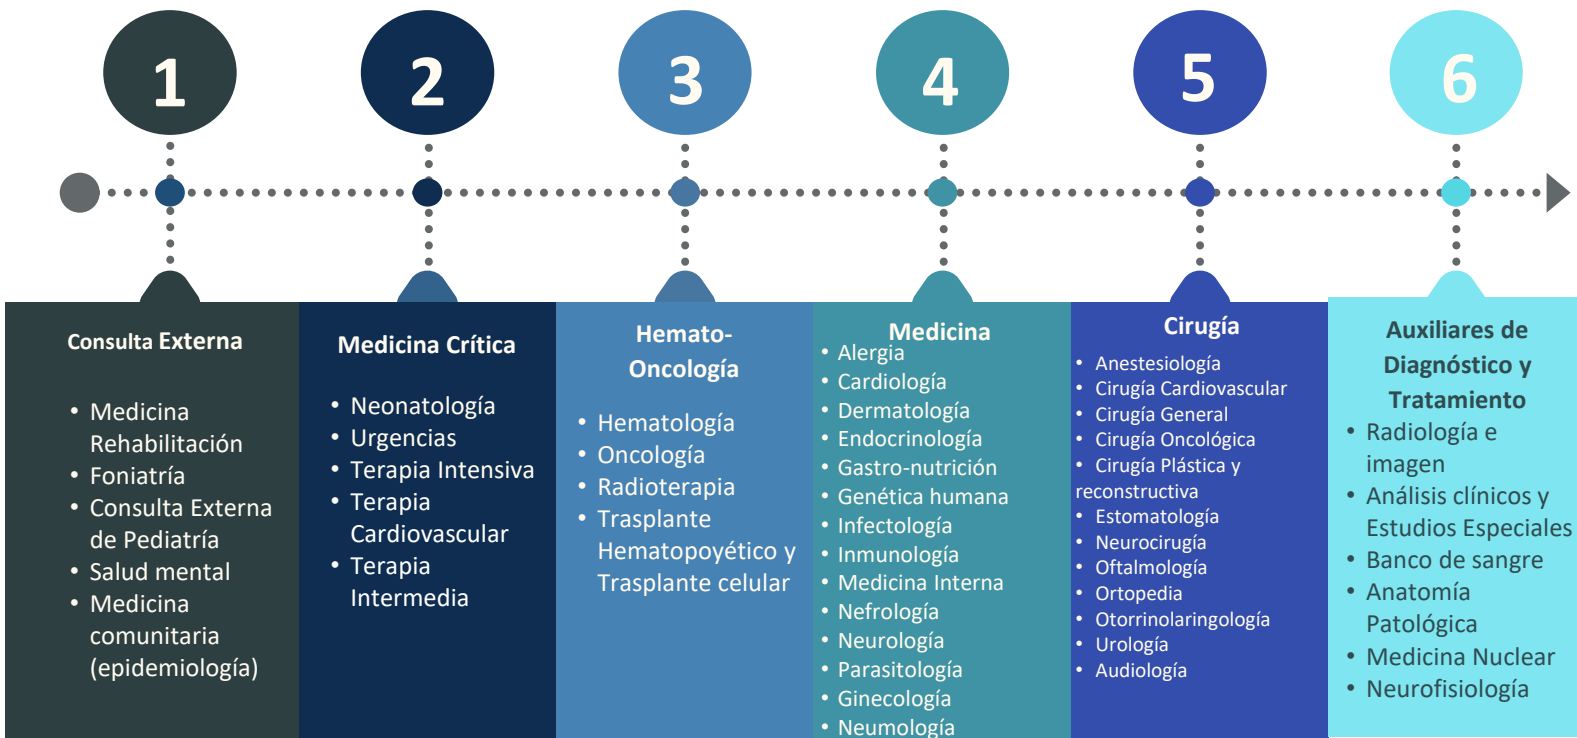 1
2
3
4
5
6
Consulta Externa
• Medicina
Rehabilitación
• Foniatría
• Consulta Externa
de Pediatría
• Salud mental
• Medicina
comunitaria
(epidemiología)
Medicina Crítica
• Neonatología
• Urgencias
• Terapia Intensiva
• Terapia
Cardiovascular
• Terapia
Intermedia
Hemato-
Oncología
• Hematología
• Oncología
• Radioterapia
• Trasplante
Hematopoyético y
Trasplante celular
Medicina
• Alergia
• Cardiología
• Dermatología
• Endocrinología
• Gastro-nutrición
• Genética humana
• Infectología
• Inmunología
• Medicina Interna
• Nefrología
• Neurología
• Parasitología
• Ginecología
• Neumología
Cirugía
• Anestesiología
• Cirugía Cardiovascular
• Cirugía General
• Cirugía Oncológica
• Cirugía Plástica y
reconstructiva
• Estomatología
• Neurocirugía
• Oftalmología
• Ortopedia
• Otorrinolaringología
• Urología
• Audiología
Auxiliares de
Diagnóstico y
Tratamiento
• Radiología e
imagen
• Análisis clínicos y
Estudios Especiales
• Banco de sangre
• Anatomía
Patológica
• Medicina Nuclear
• Neurofisiología